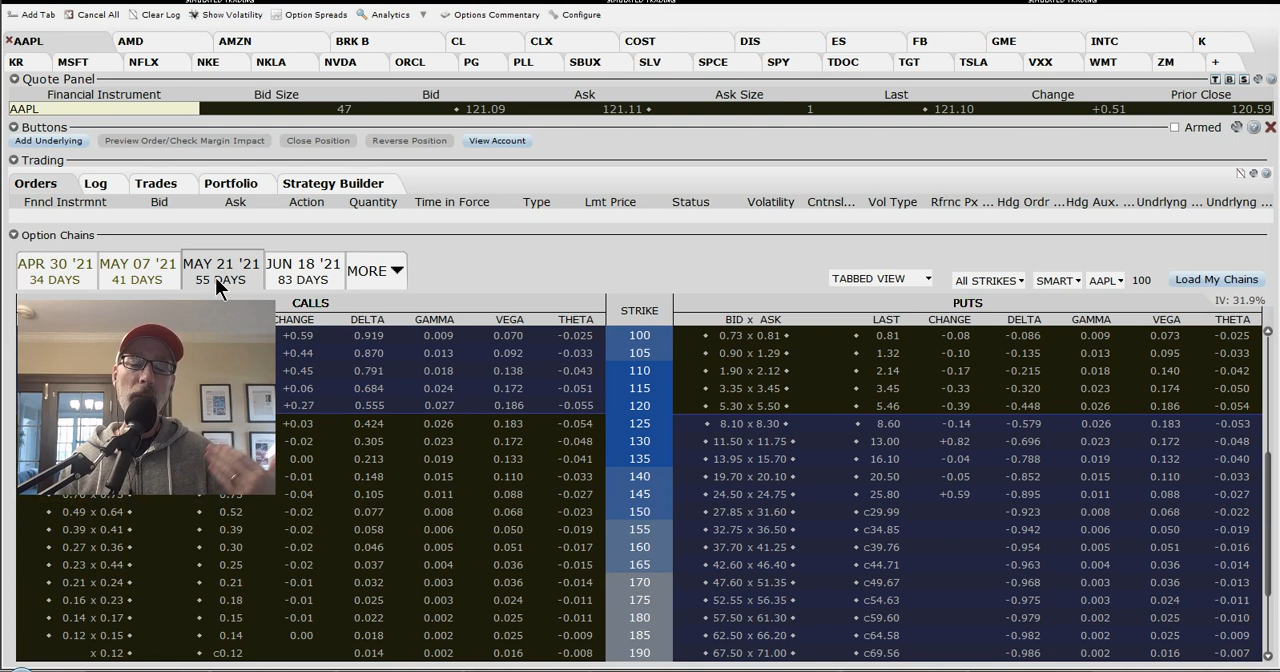 SIMULATED TRADING SIMULATED TRADING SIMULATED TRADING
Add Tab Cancel All Clear Log Show Volatility Option Spreads Analytics Options Commentary Configure
AAPL AMD AMZN BRK B CL CLX COST DIS ES FB GME INTC K
KR MSFT NFLX NKE NKLA NVDA ORCL PG PLL SBUX SLV SPCE SPY TDOC TGT TSLA VXX WMT ZM +
Quote Panel T B S
Financial Instrument Bid Size Bid Ask Ask Size Last Change Prior Close
AAPL 47 121.09 121.11 1 121.10 +0.51 120.59
Buttons Armed
Add Underlying Preview Order/Check Margin Impact Close Position Reverse Position View Account
Trading
Orders Log Trades Portfolio Strategy Builder
Fnncl Instrmnt Bid Ask Action Quantity Time in Force Type Lmt Price Status Volatility Cntnsl... Vol Type Rfrnc Px ... Hdg Ordr ... Hdg Aux. ... Undrlyng ... Undrlyng ...
Option Chains
APR 30 '21 MAY 07 '21 MAY 21 '21 JUN 18 '21 MORE
34 DAYS 41 DAYS 55 DAYS 83 DAYS
TABBED VIEW All STRIKES SMART AAPL 100 Load My Chains
CALLS STRIKE PUTS IV: 31.9%
CHANGE DELTA GAMMA VEGA THETA BID x ASK LAST CHANGE DELTA GAMMA VEGA THETA
+0.59 0.919 0.009 0.070 -0.025 100 0.73 x 0.81 0.81 -0.08 -0.086 0.009 0.073 -0.025
+0.44 0.870 0.013 0.092 -0.033 105 0.90 x 1.29 1.32 -0.10 -0.135 0.013 0.095 -0.033
+0.45 0.791 0.018 0.138 -0.043 110 1.90 x 2.12 2.14 -0.17 -0.215 0.018 0.140 -0.042
+0.06 0.684 0.024 0.172 -0.051 115 3.35 x 3.45 3.45 -0.33 -0.320 0.023 0.174 -0.050
+0.27 0.555 0.027 0.186 -0.055 120 5.30 x 5.50 5.46 -0.39 -0.448 0.026 0.186 -0.054
+0.03 0.424 0.026 0.183 -0.054 125 8.10 x 8.30 8.60 -0.14 -0.579 0.026 0.183 -0.053
-0.02 0.305 0.023 0.172 -0.048 130 11.50 x 11.75 13.00 +0.82 -0.696 0.023 0.172 -0.048
0.00 0.213 0.019 0.133 -0.041 135 13.95 x 15.70 16.10 -0.04 -0.788 0.019 0.132 -0.040
-0.01 0.148 0.015 0.110 -0.033 140 19.70 x 20.10 20.50 -0.05 -0.852 0.015 0.110 -0.033
-0.04 0.105 0.011 0.088 -0.027 145 24.50 x 24.75 25.80 +0.59 -0.895 0.011 0.088 -0.027
0.49 x 0.64 0.52 -0.02 0.077 0.008 0.068 -0.023 150 27.85 x 31.60 c29.99 -0.922 0.008 0.068 -0.022
0.39 x 0.41 0.39 -0.02 0.058 0.006 0.050 -0.019 155 32.75 x 36.50 c34.85 -0.942 0.006 0.050 -0.019
0.27 x 0.36 0.30 -0.02 0.046 0.005 0.051 -0.017 160 37.70 x 41.25 c39.76 -0.954 0.005 0.051 -0.016
0.23 x 0.44 0.25 -0.02 0.037 0.004 0.036 -0.015 165 42.60 x 46.40 c44.71 -0.963 0.004 0.036 -0.014
0.21 x 0.24 0.21 -0.01 0.032 0.003 0.036 -0.014 170 47.60 x 51.35 c49.67 -0.968 0.003 0.036 -0.013
0.16 x 0.23 0.18 -0.01 0.025 0.003 0.024 -0.011 175 52.55 x 56.35 c54.63 -0.975 0.003 0.024 -0.011
0.14 x 0.17 0.15 -0.01 0.022 0.002 0.025 -0.011 180 57.50 x 61.30 c59.60 -0.979 0.002 0.025 -0.010
0.12 x 0.15 0.14 0.00 0.018 0.002 0.025 -0.009 185 62.50 x 66.20 c64.58 -0.982 0.002 0.025 -0.009
x 0.12 c0.12 0.014 0.002 0.016 -0.008 190 67.50 x 71.00 c69.56 -0.986 0.002 0.016 -0.007